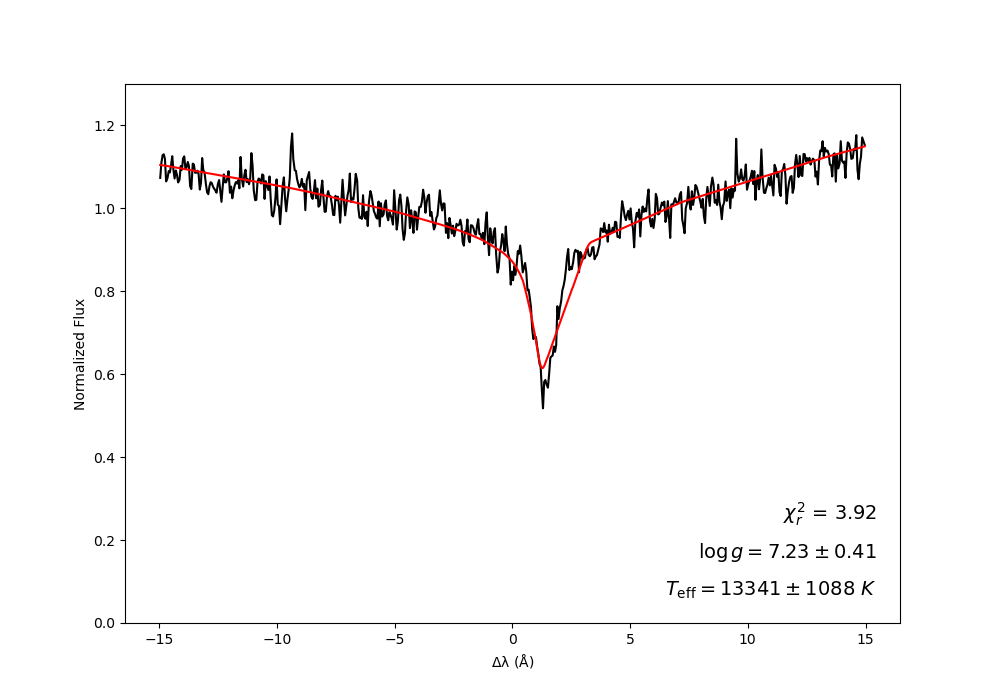 1.2
1.0
0.8
0.6
0.4
0.2
0.0
Normalized Flux
χ²ᵣ = 3.92
log g = 7.23 ± 0.41
T_eff = 13341 ± 1088 K
−15 −10 −5 0 5 10 15
Δλ (Å)